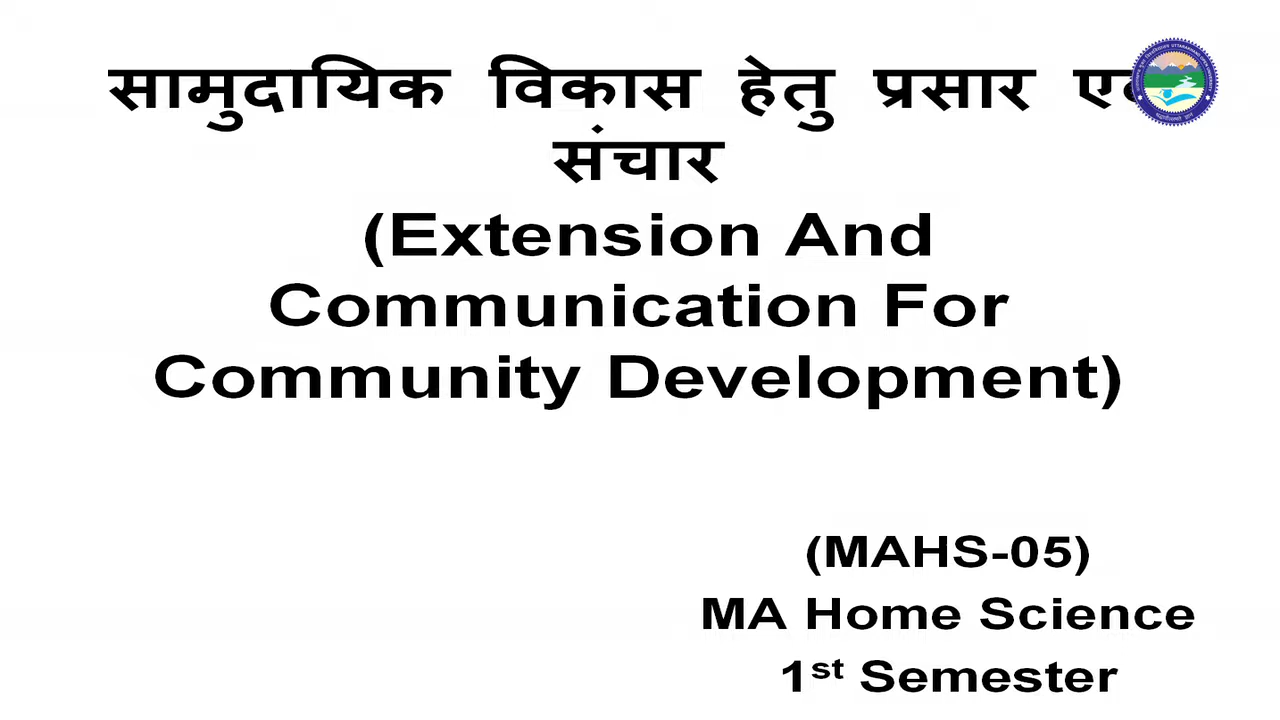 सामुदायिक विकास हेतु प्रसार
संचार
(Extension And
Communication For
Community Development)
(MAHS-05)
MA Home Science
1st Semester